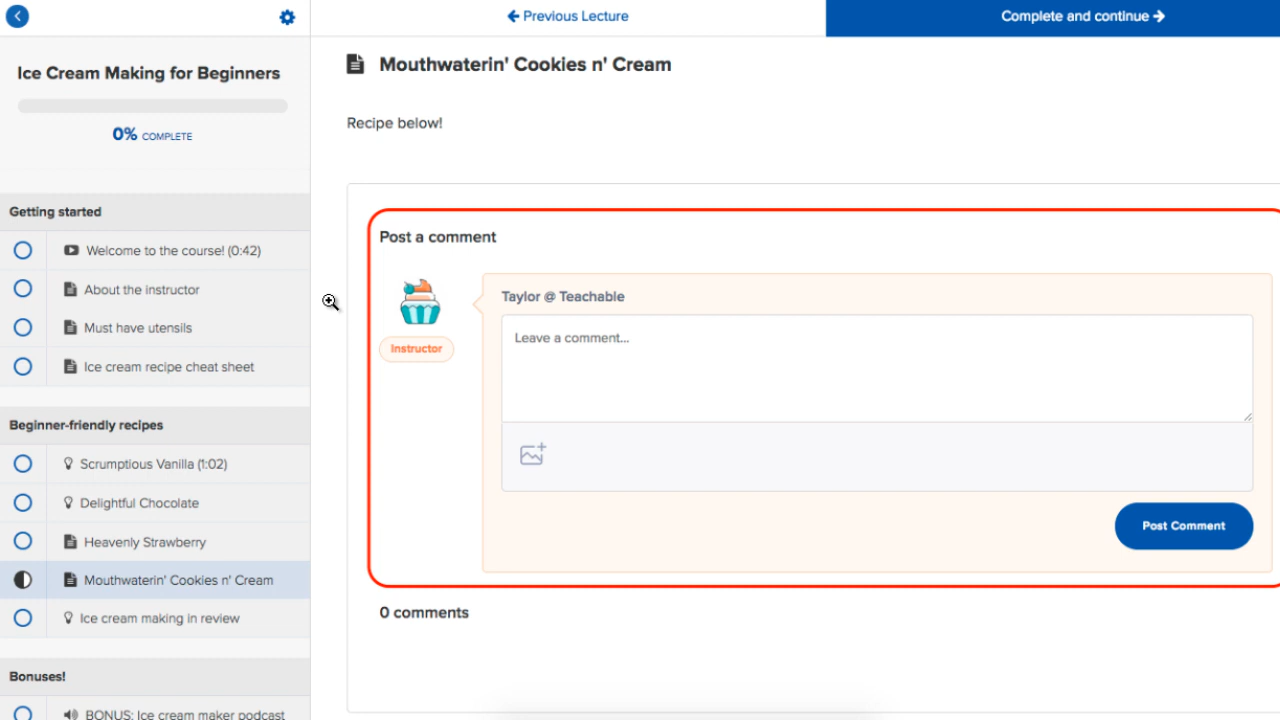 Previous Lecture
Complete and continue
Ice Cream Making for Beginners
0% COMPLETE
Getting started
Welcome to the course! (0:42)
About the instructor
Must have utensils
Ice cream recipe cheat sheet
Beginner-friendly recipes
Scrumptious Vanilla (1:02)
Delightful Chocolate
Heavenly Strawberry
Mouthwaterin' Cookies n' Cream
Ice cream making in review
Bonuses!
BONUS: Ice cream maker podcast
Mouthwaterin' Cookies n' Cream
Recipe below!
Post a comment
Instructor
Taylor @ Teachable
Leave a comment...
Post Comment
0 comments